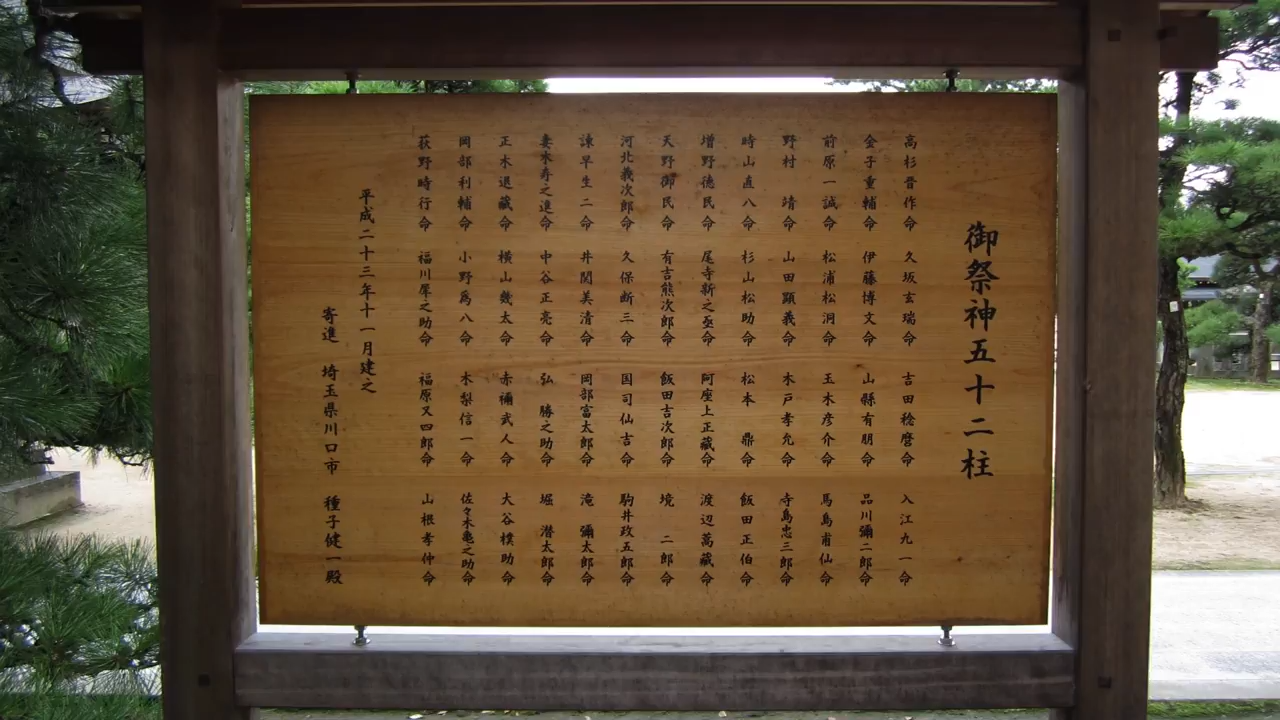 御祭神五十二柱
高杉晋作命 久坂玄瑞命 吉田稔麿命 入江九一命
金子重輔命 伊藤博文命 山縣有朋命 品川彌二郎命
前原一誠命 松浦松洞命 玉木彦介命 馬島甫仙命
野村 靖命 山田顕義命 木戸孝允命 寺島忠三郎命
時山直八命 杉山松助命 松本 鼎命 飯田正伯命
増野徳民命 尾寺新之丞命 阿座上正蔵命 渡辺蒿蔵命
天野御民命 有吉熊次郎命 飯田吉次郎命 境 二郎命
河北義次郎命 久保断三命 国司仙吉命 駒井政五郎命
諫早生二命 井関美清命 岡部富太郎命 滝 彌太郎命
妻木寿之進命 中谷正亮命 弘 勝之助命 堀 潜太郎命
正木退蔵命 横山幾太命 赤禰武人命 大谷樸助命
岡部利輔命 小野為八命 木梨信一命 佐々木亀之助命
荻野時行命 福川犀之助命 福原又四郎命 山根孝仲命
平成二十三年十一月建之
寄進 埼玉県川口市 種子健一殿